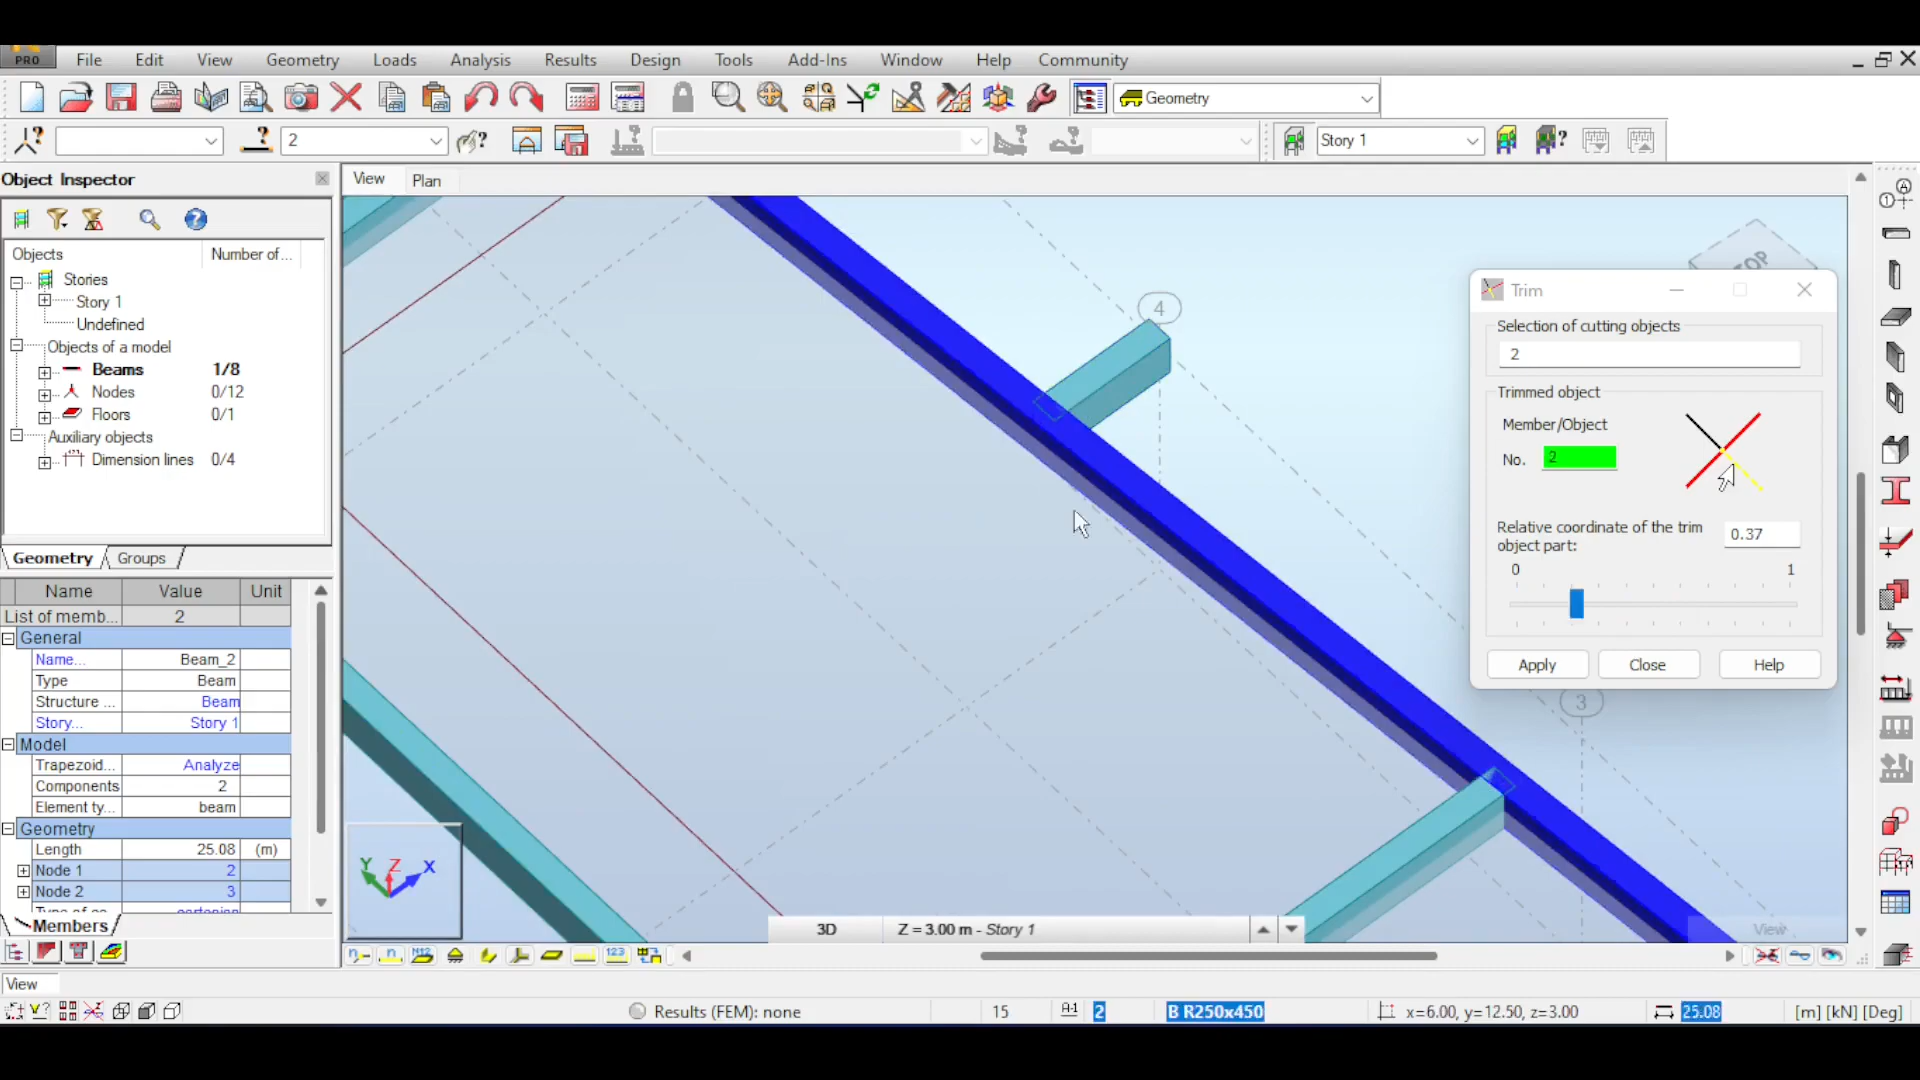 PRO File Edit View Geometry Loads Analysis Results Design Tools Add-Ins Window Help Community
Geometry
2 Story 1
Object Inspector
View Plan
Objects Number of...
Stories
Story 1
Undefined
Objects of a model
Beams 1/8
Nodes 0/12
Floors 0/1
Auxiliary objects
Dimension lines 0/4
Geometry Groups
Name Value Unit
List of memb... 2
General
Name... Beam_2
Type Beam
Structure ... Beam
Story... Story 1
Model
Trapezoid... Analyze
Components 2
Element ty... beam
Geometry
Length 25.08 (m)
Node 1 2
Node 2 3
Members
4
TOP
3
Y Z X
Trim
Selection of cutting objects
2
Trimmed object
Member/Object
No. 2
Relative coordinate of the trim
object part: 0.37
0 1
Apply Close Help
3D Z = 3.00 m - Story 1
View
View
Results (FEM): none 15 2 B R250x450 x=6.00, y=12.50, z=3.00 25.08 [m] [kN] [Deg]